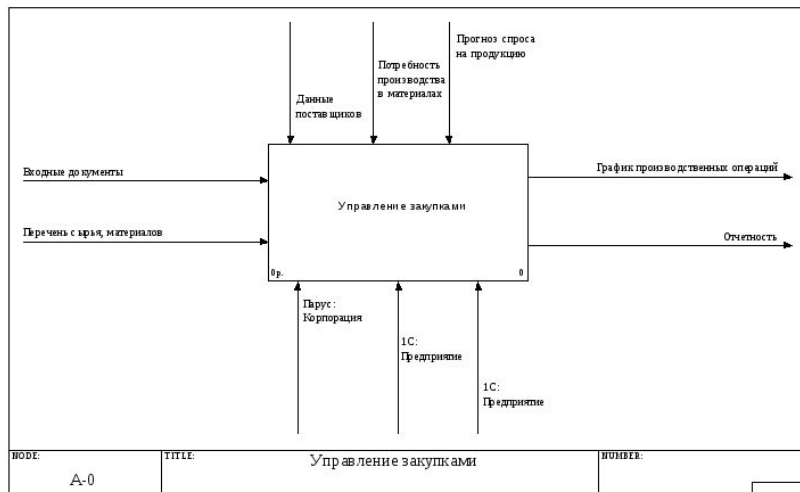 Прогноз спроса
на продукцию
Потребность
производства
в материалах
Данные
поставщиков
Входные документы
График производственных операций
Управление закупками
Перечень сырья, материалов
Отчетность
0р.
0
Парус:
Корпорация
1С:
Предприятие
1С:
Предприятие
NODE:
TITLE:
Управление закупками
NUMBER:
A-0